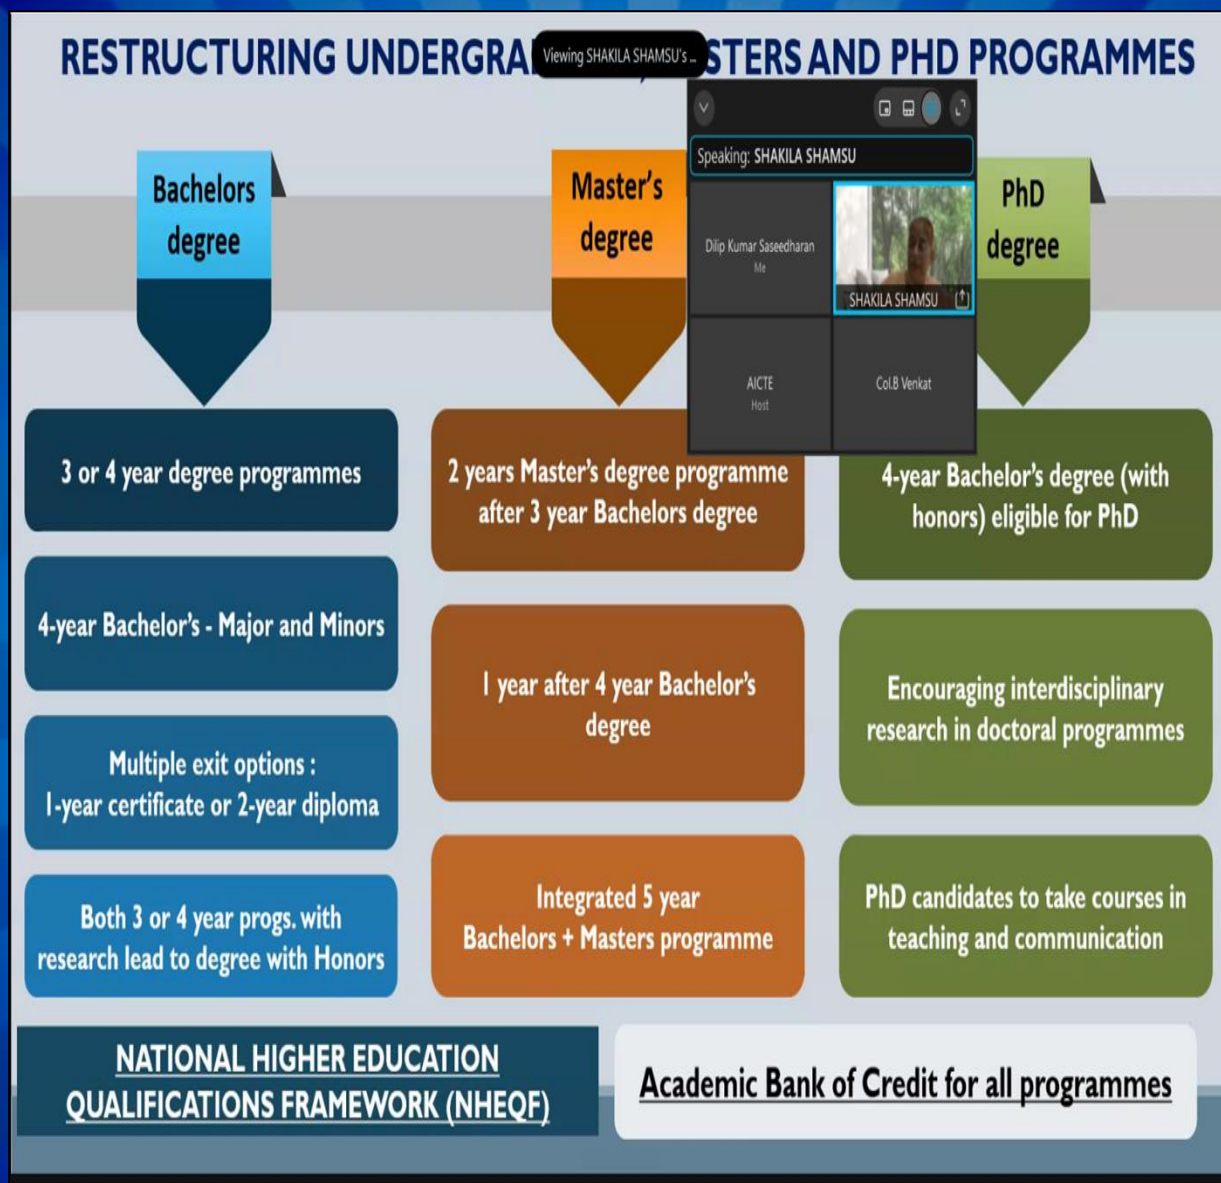 RESTRUCTURING UNDERGRA STERS AND PHD PROGRAMMES
Viewing SHAKILA SHAMSU's ...
Speaking: SHAKILA SHAMSU
Dilip Kumar Saseedharan
Me
SHAKILA SHAMSU
AICTE
Host
Col.B Venkat
Bachelors
degree
3 or 4 year degree programmes
4-year Bachelor's - Major and Minors
Multiple exit options :
1-year certificate or 2-year diploma
Both 3 or 4 year progs. with
research lead to degree with Honors
Master's
degree
2 years Master's degree programme
after 3 year Bachelors degree
1 year after 4 year Bachelor's
degree
Integrated 5 year
Bachelors + Masters programme
PhD
degree
4-year Bachelor's degree (with
honors) eligible for PhD
Encouraging interdisciplinary
research in doctoral programmes
PhD candidates to take courses in
teaching and communication
NATIONAL HIGHER EDUCATION
QUALIFICATIONS FRAMEWORK (NHEQF)
Academic Bank of Credit for all programmes